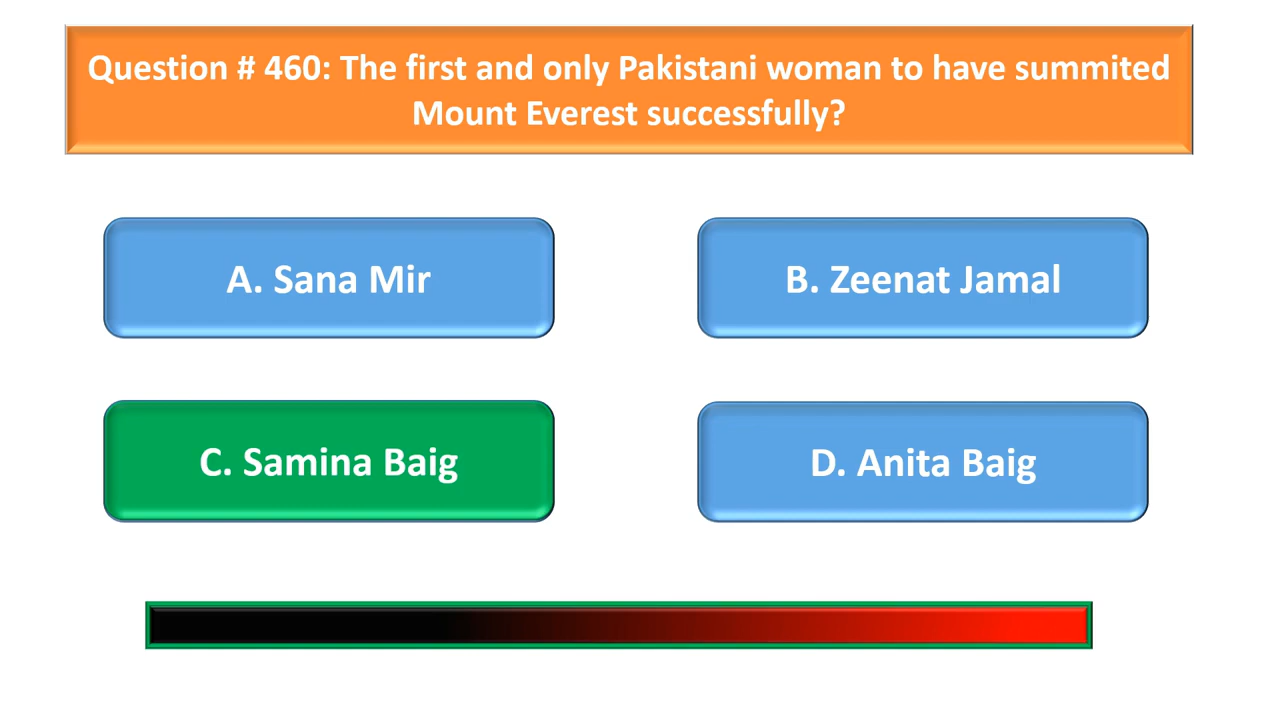 Question # 460: The first and only Pakistani woman to have summited
Mount Everest successfully?
A. Sana Mir
B. Zeenat Jamal
C. Samina Baig
D. Anita Baig